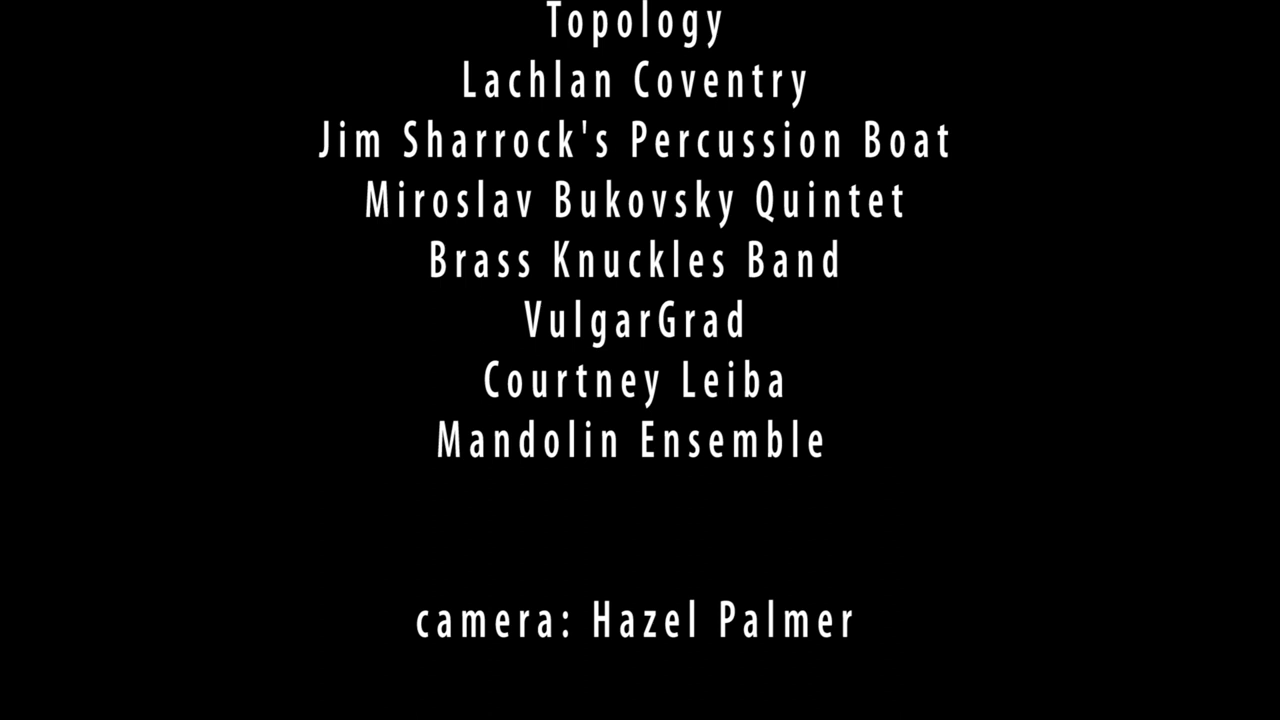 Topology
Lachlan Coventry
Jim Sharrock's Percussion Boat
Miroslav Bukovsky Quintet
Brass Knuckles Band
VulgarGrad
Courtney Leiba
Mandolin Ensemble
camera: Hazel Palmer